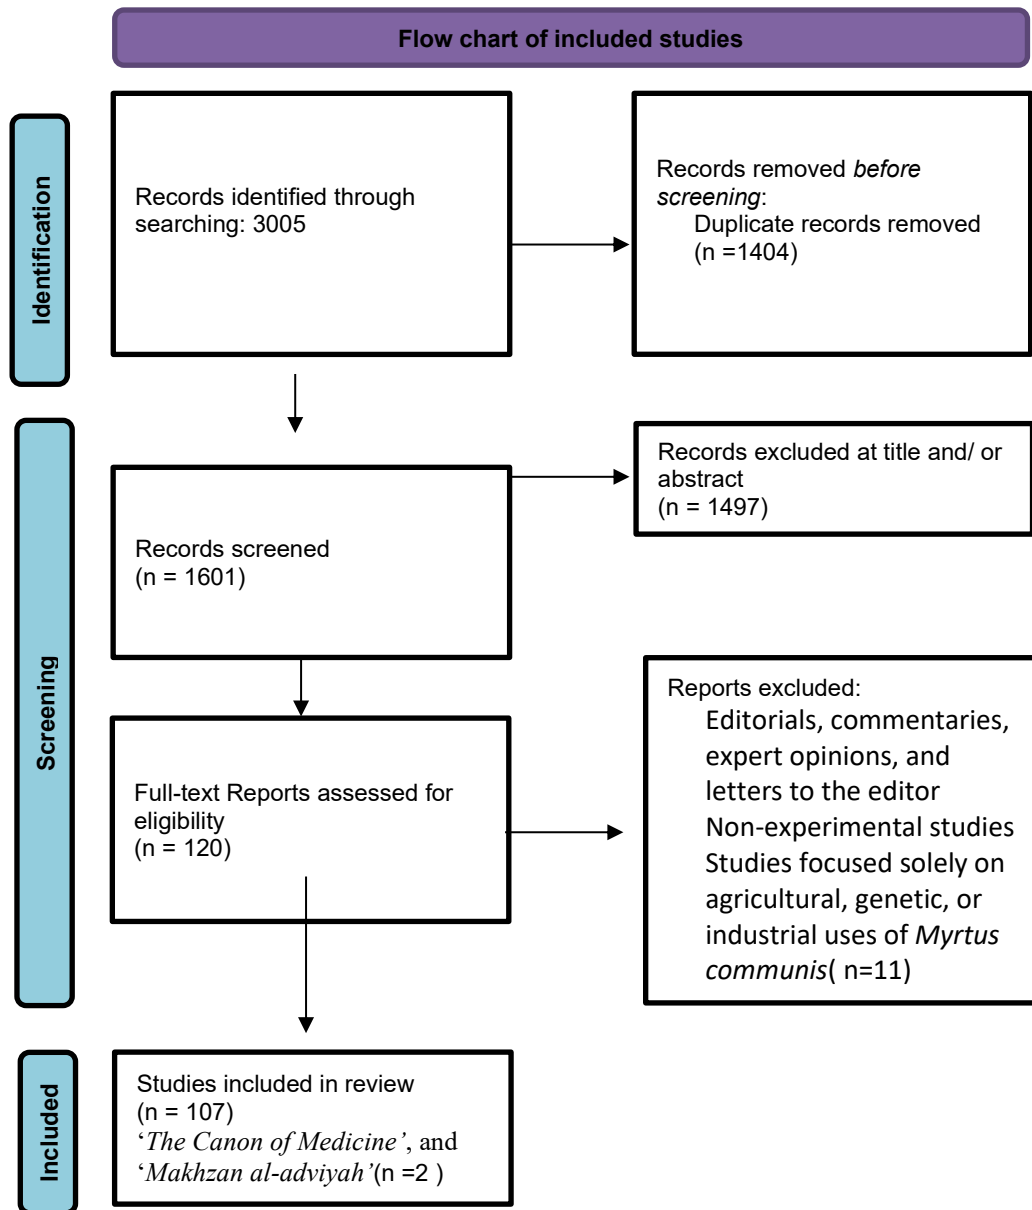 Flow chart of included studies
Identification
Records identified through
searching: 3005
Records removed before
screening:
Duplicate records removed
(n =1404)
Screening
Records screened
(n = 1601)
Records excluded at title and/ or
abstract
(n = 1497)
Full-text Reports assessed for
eligibility
(n = 120)
Reports excluded:
Editorials, commentaries,
expert opinions, and
letters to the editor
Non-experimental studies
Studies focused solely on
agricultural, genetic, or
industrial uses of Myrtus
communis( n=11)
Included
Studies included in review
(n = 107)
‘The Canon of Medicine’, and
‘Makhzan al-adviyah’(n =2 )